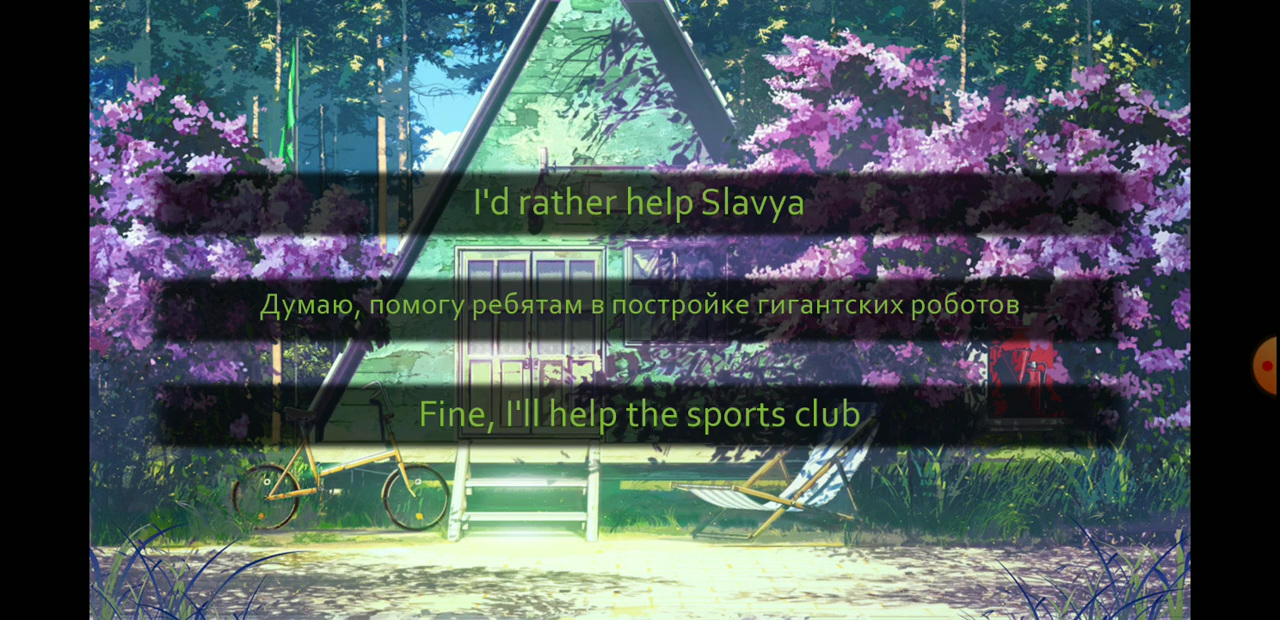 I'd rather help Slavya
Думаю, помогу ребятам в постройке гигантских роботов
Fine, I'll help the sports club